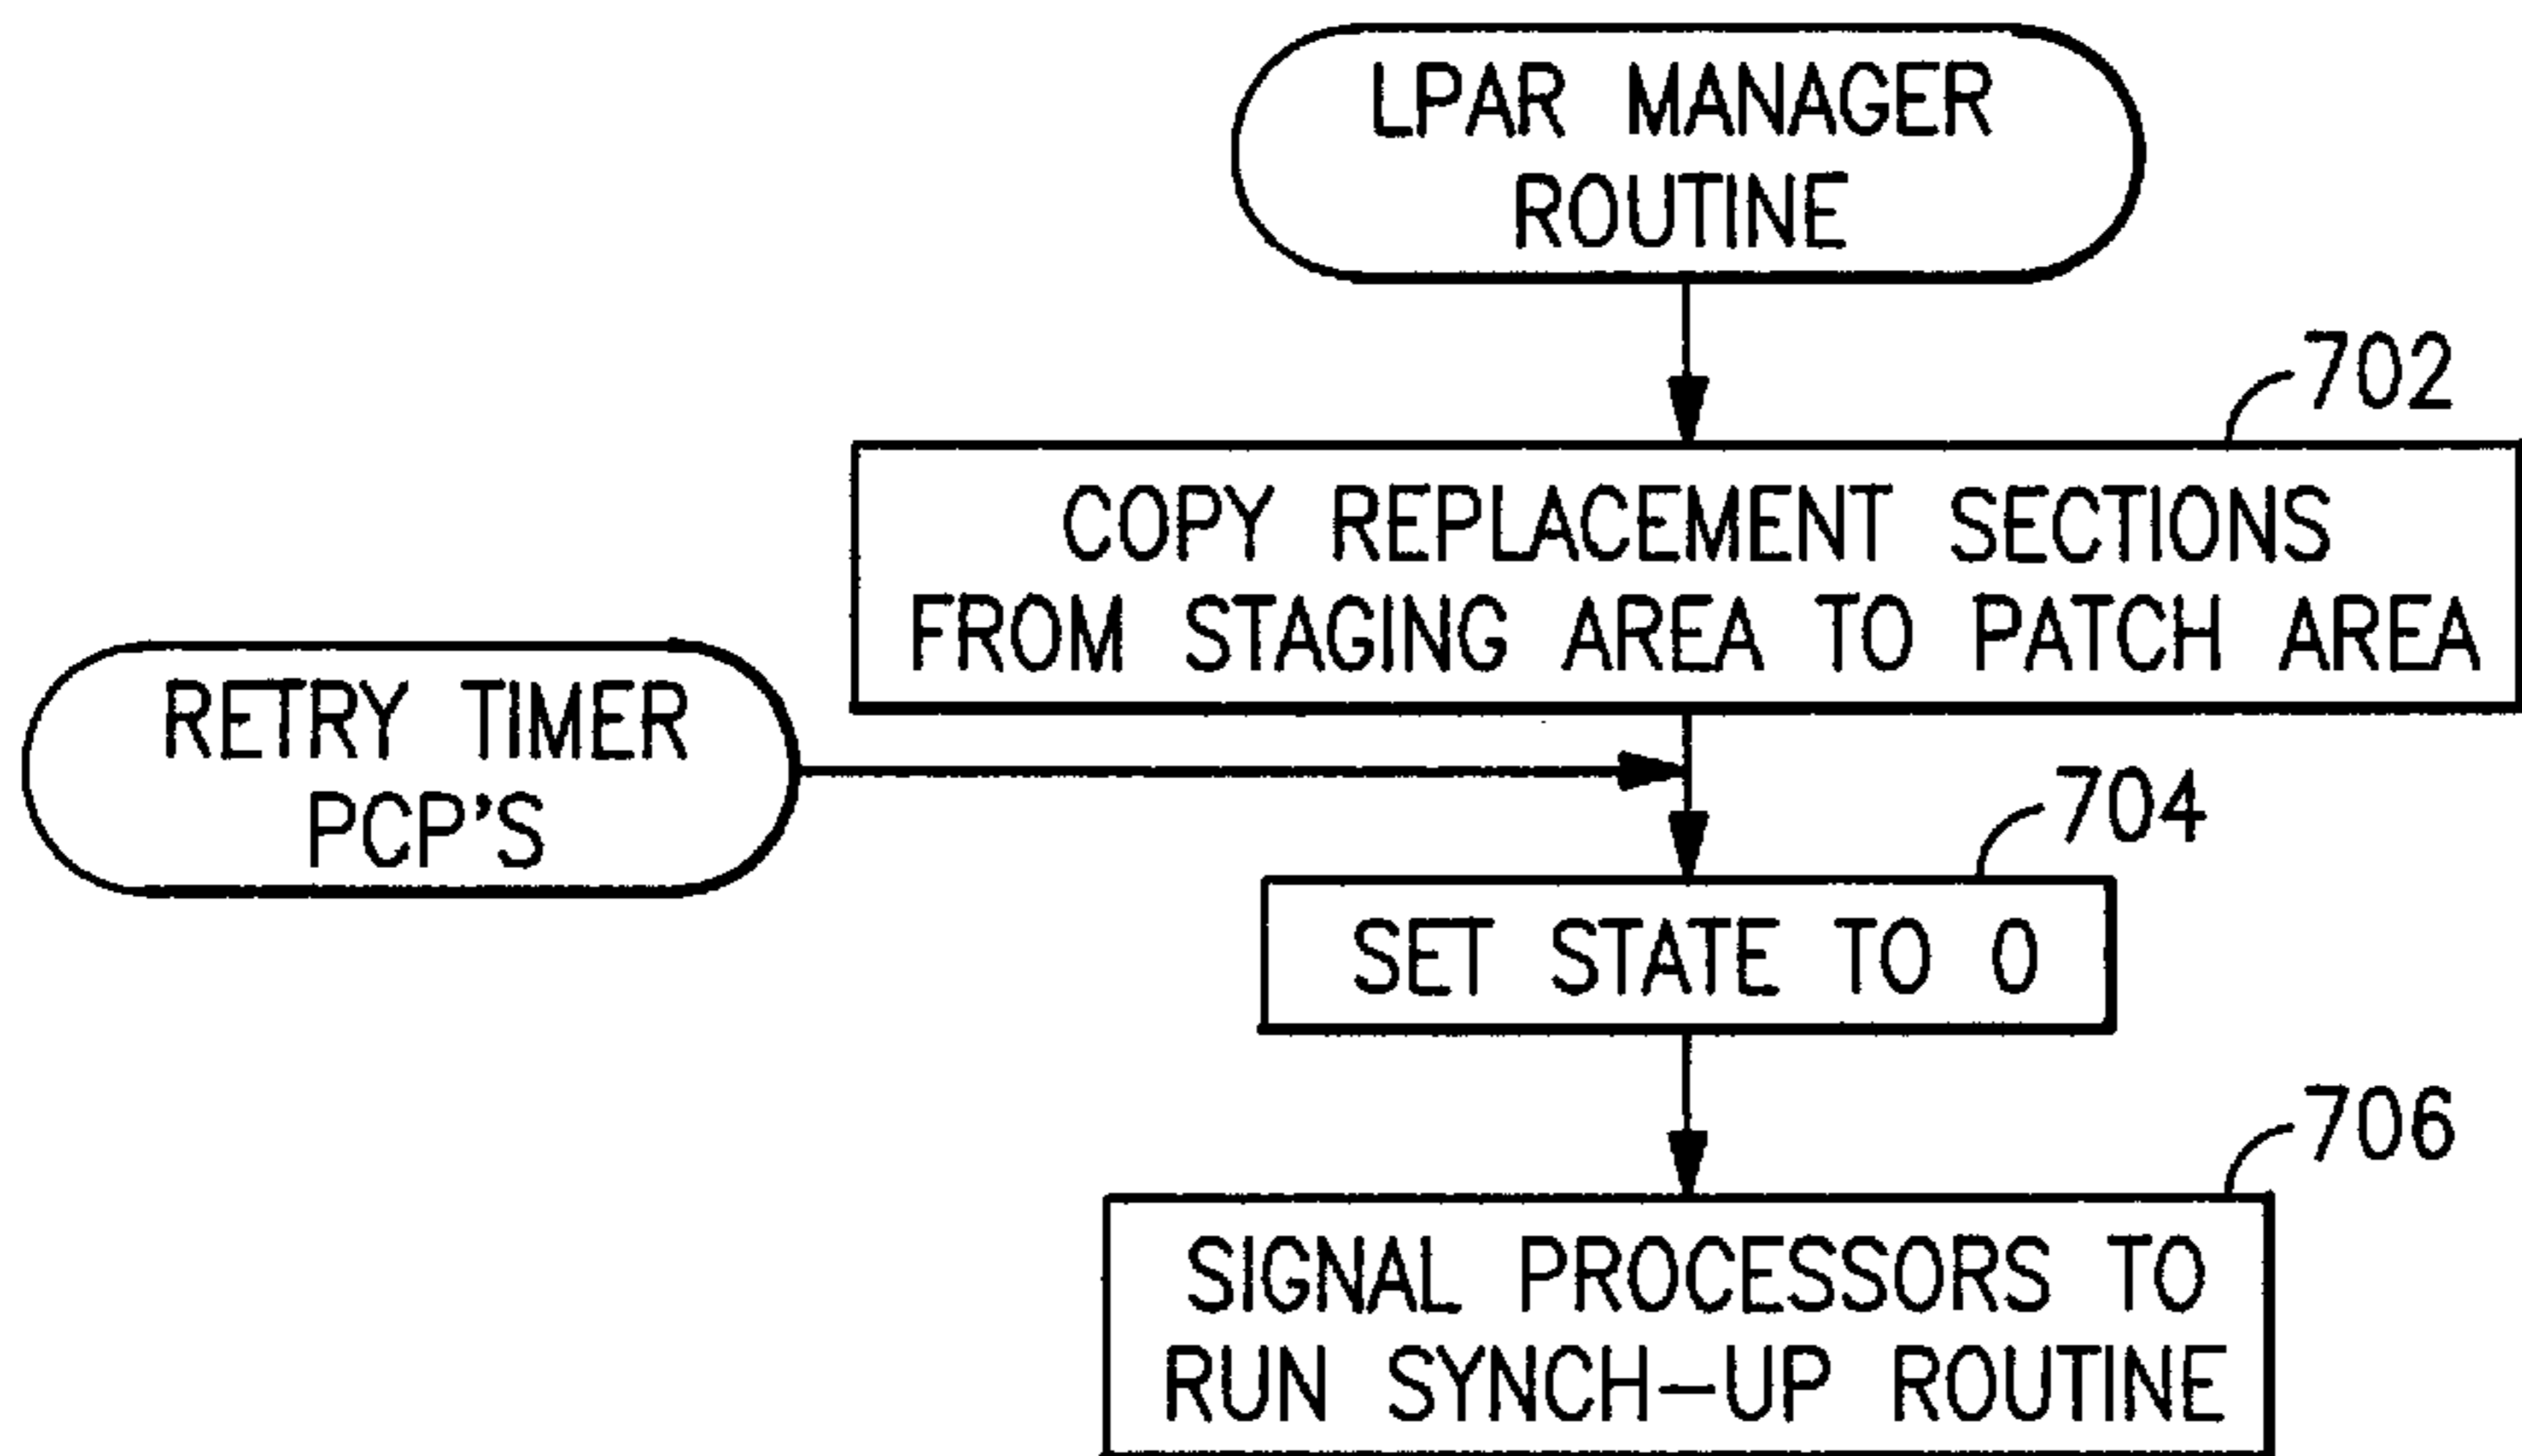 LPAR MANAGER
ROUTINE
702
COPY REPLACEMENT SECTIONS
FROM STAGING AREA TO PATCH AREA
RETRY TIMER
PCP'S
704
SET STATE TO 0
706
SIGNAL PROCESSORS TO
RUN SYNCH-UP ROUTINE